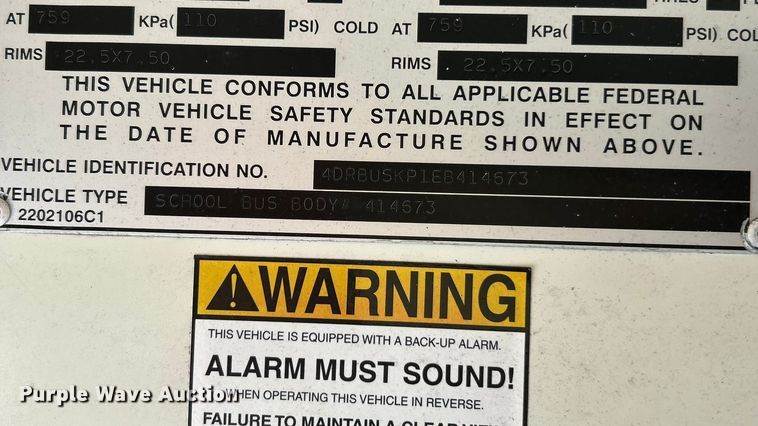 AT 759 KPa( 110 PSI) COLD AT 759 KPa( 110 PSI) COL
RIMS 22.5X7.50 RIMS 22.5X7.50
THIS VEHICLE CONFORMS TO ALL APPLICABLE FEDERAL
MOTOR VEHICLE SAFETY STANDARDS IN EFFECT ON
THE DATE OF MANUFACTURE SHOWN ABOVE.
VEHICLE IDENTIFICATION NO. 4DRBUSKP1EB414673
VEHICLE TYPE SCHOOL BUS BODY# 414673
2202106C1
WARNING
THIS VEHICLE IS EQUIPPED WITH A BACK-UP ALARM.
ALARM MUST SOUND!
WHEN OPERATING THIS VEHICLE IN REVERSE.
FAILURE TO MAINTAIN A CLEAR
Purple Wave Auction